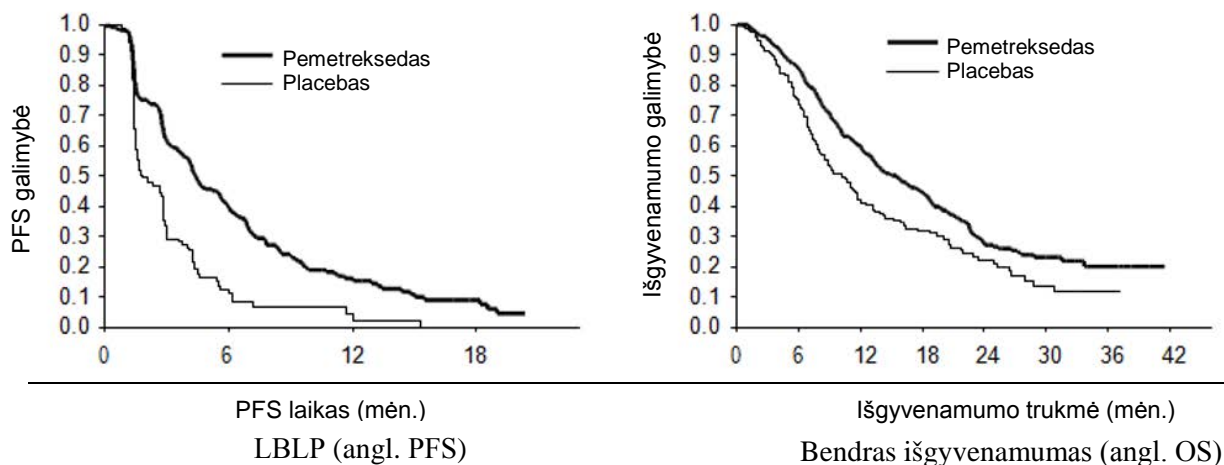 1.0
0.9
0.8
0.7
0.6
0.5
0.4
0.3
0.2
0.1
0.0
PFS galimybė
Pemetreksedas
Placebas
0 6 12 18
PFS laikas (mėn.)
LBLP (angl. PFS)
1.0
0.9
0.8
0.7
0.6
0.5
0.4
0.3
0.2
0.1
0.0
Išgyvenamumo galimybė
Pemetreksedas
Placebas
0 6 12 18 24 30 36 42
Išgyvenamumo trukmė (mėn.)
Bendras išgyvenamumas (angl. OS)